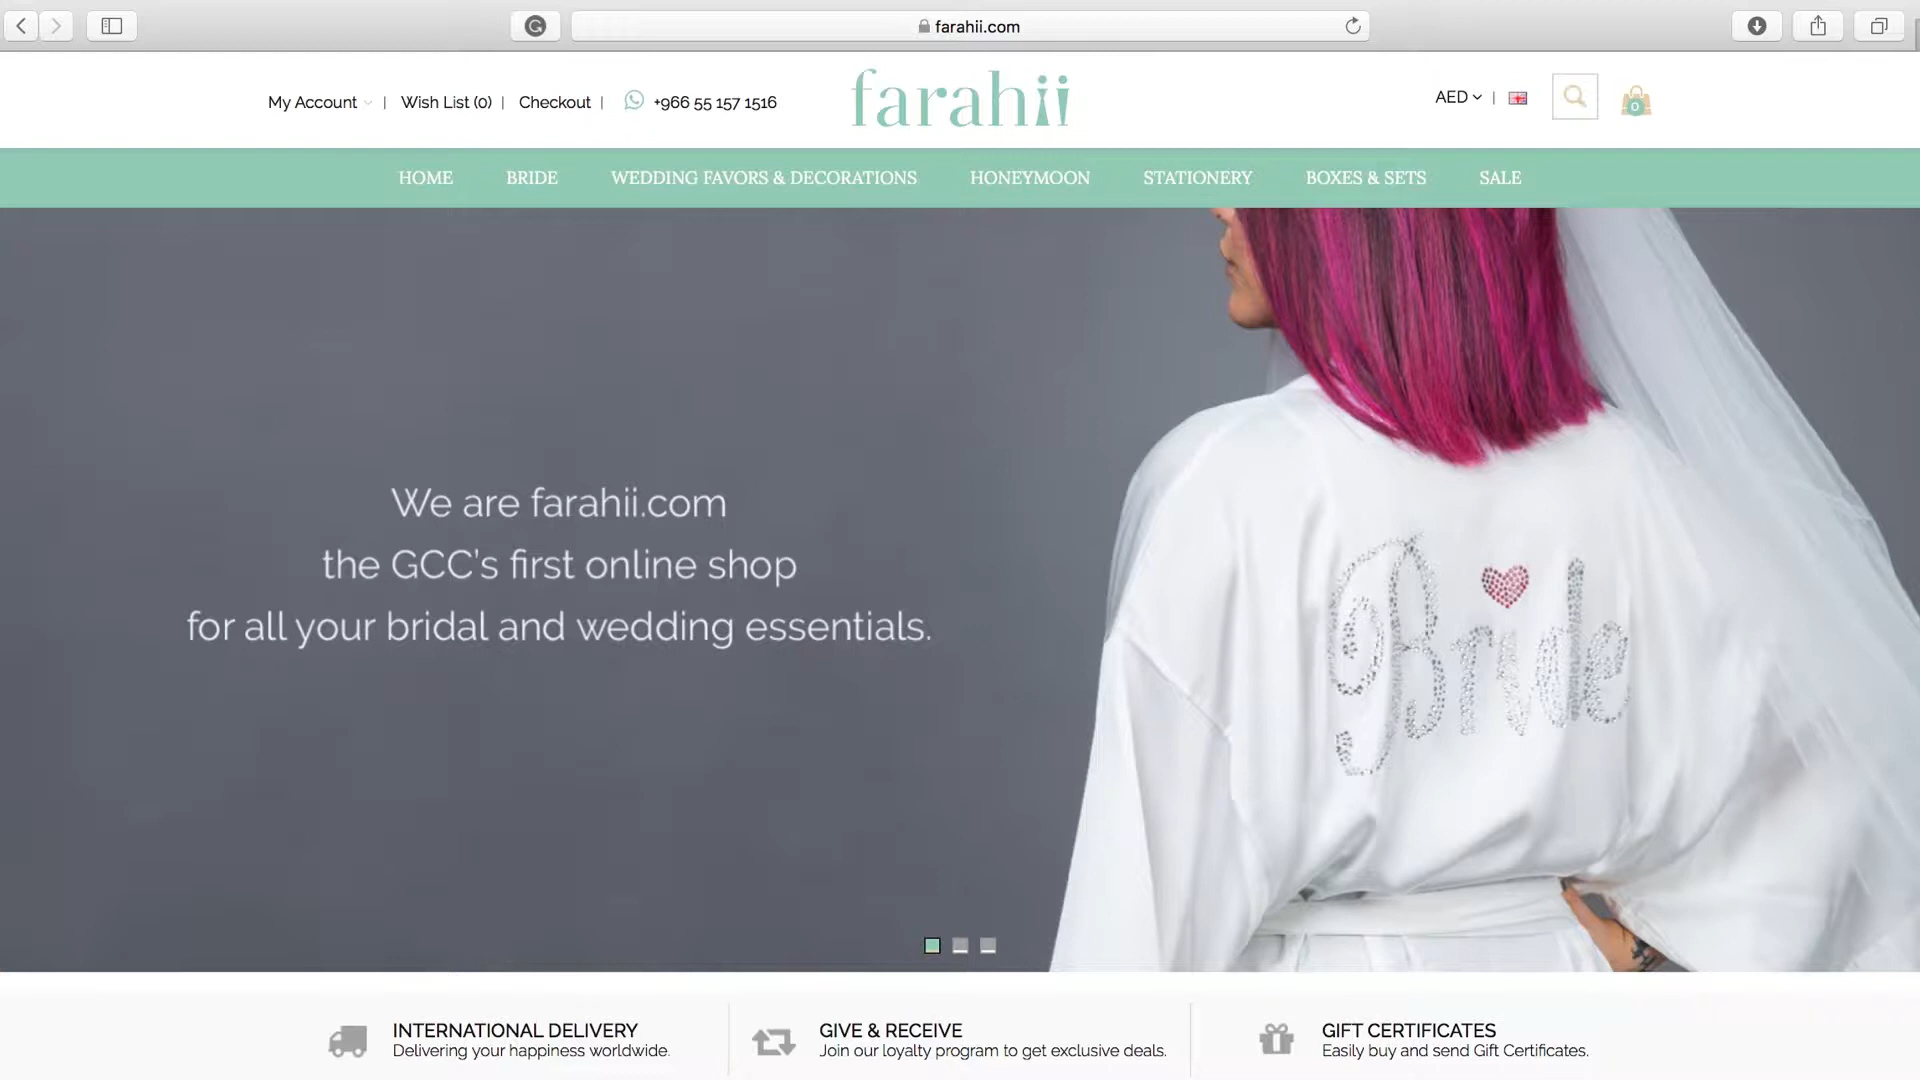 farahii.com
My Account | Wish List (0) | Checkout | +966 55 157 1516
farahii
AED |
0
HOME BRIDE WEDDING FAVORS & DECORATIONS HONEYMOON STATIONERY BOXES & SETS SALE
We are farahii.com
the GCC's first online shop
for all your bridal and wedding essentials.
Bride
INTERNATIONAL DELIVERY
Delivering your happiness worldwide.
GIVE & RECEIVE
Join our loyalty program to get exclusive deals.
GIFT CERTIFICATES
Easily buy and send Gift Certificates.